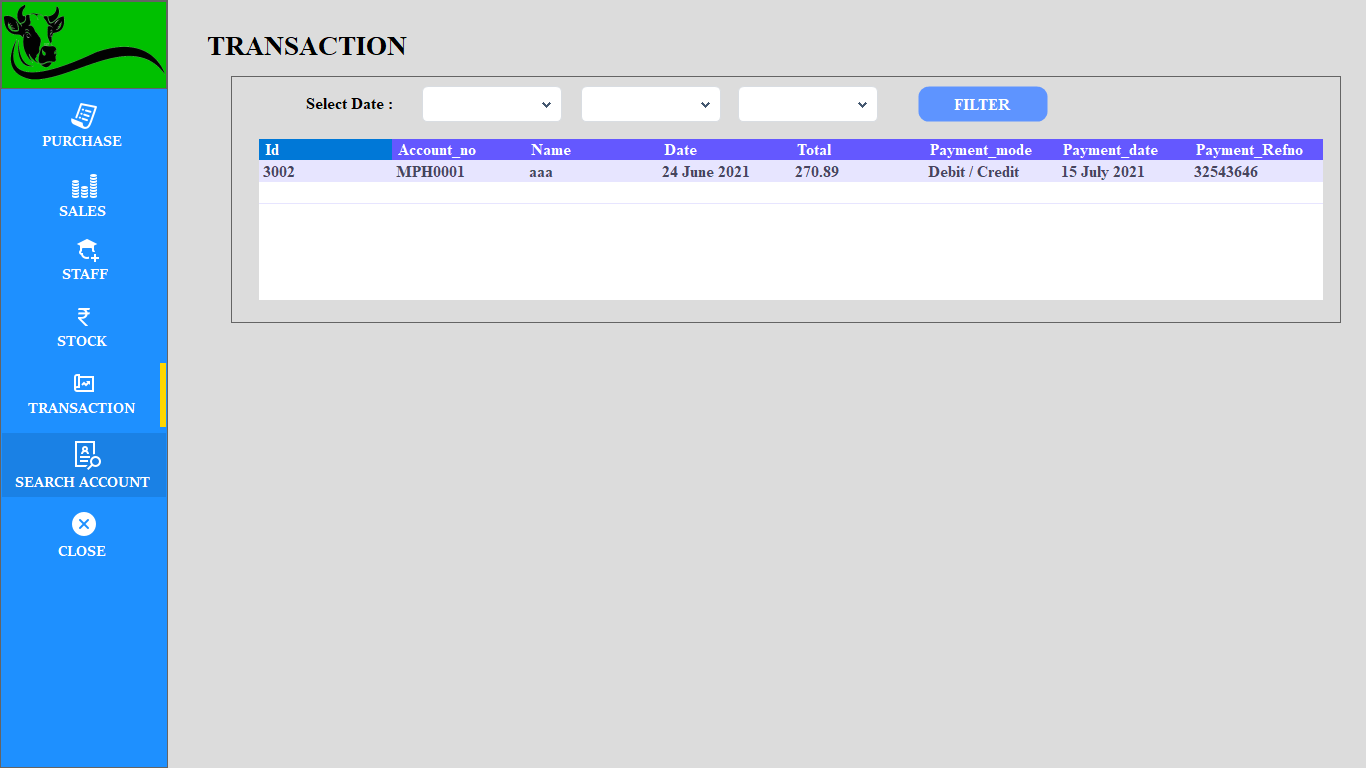 TRANSACTION
Select Date :
FILTER
Id Account_no Name Date Total Payment_mode Payment_date Payment_Refno
3002 MPH0001 aaa 24 June 2021 270.89 Debit / Credit 15 July 2021 32543646
PURCHASE
SALES
STAFF
STOCK
TRANSACTION
SEARCH ACCOUNT
CLOSE